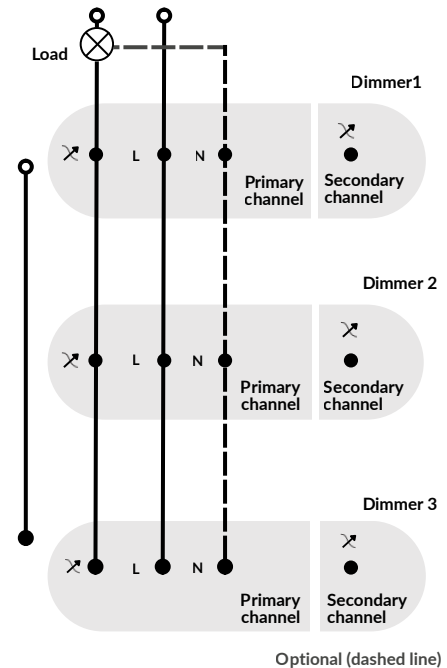 Load
Dimmer1
L N
Primary
channel
Secondary
channel
Dimmer 2
L N
Primary
channel
Secondary
channel
Dimmer 3
L N
Primary
channel
Secondary
channel
Optional (dashed line)